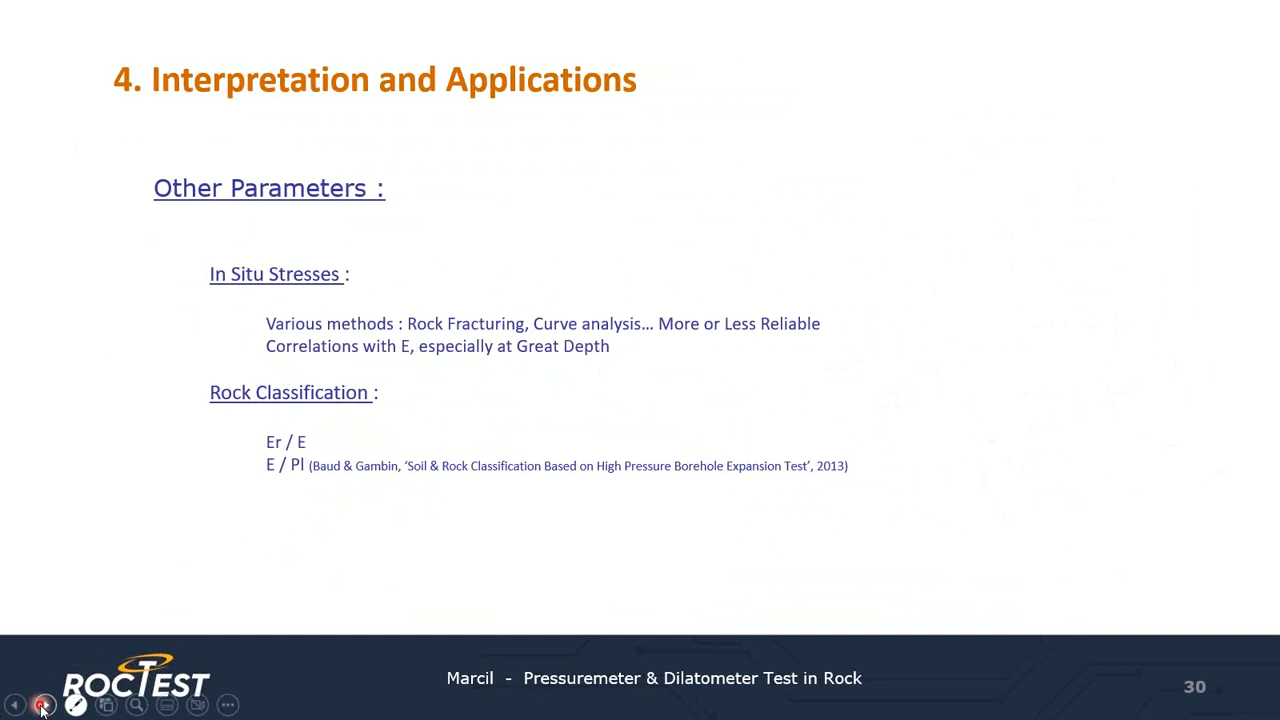 4. Interpretation and Applications
Other Parameters :
In Situ Stresses :
Various methods : Rock Fracturing, Curve analysis... More or Less Reliable
Correlations with E, especially at Great Depth
Rock Classification :
Er / E
E / Pl (Baud & Gambin, ‘Soil & Rock Classification Based on High Pressure Borehole Expansion Test’, 2013)
ROCTEST
Marcil - Pressuremeter & Dilatometer Test in Rock
30